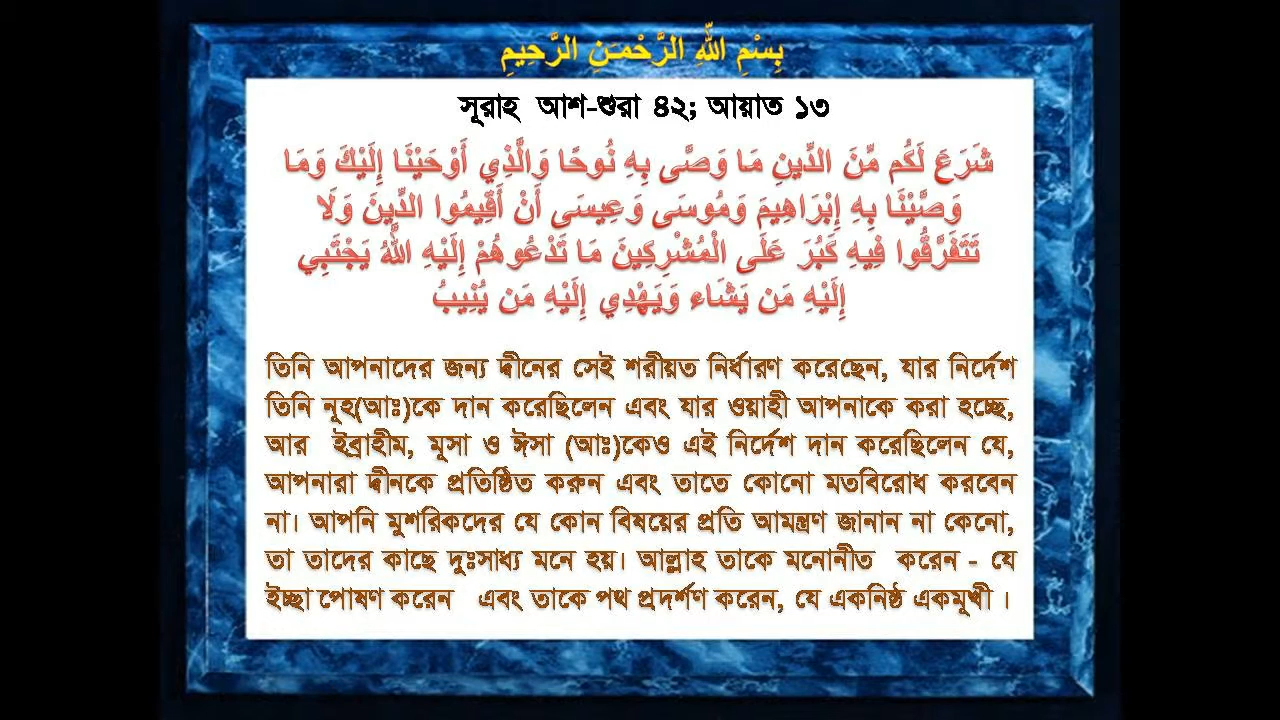 بِسْمِ اللَّهِ الرَّحْمَـٰنِ الرَّحِيمِ
সূরাহ আশ-শুরা ৪২; আয়াত ১৩
شَرَعَ لَكُم مِّنَ الدِّينِ مَا وَصَّى بِهِ نُوحًا وَالَّذِي أَوْحَيْنَا إِلَيْكَ وَمَا
وَصَّيْنَا بِهِ إِبْرَاهِيمَ وَمُوسَى وَعِيسَى أَنْ أَقِيمُوا الدِّينَ وَلَا
تَتَفَرَّقُوا فِيهِ كَبُرَ عَلَى الْمُشْرِكِينَ مَا تَدْعُوهُمْ إِلَيْهِ اللَّهُ يَجْتَبِي
إِلَيْهِ مَن يَشَاء وَيَهْدِي إِلَيْهِ مَن يُنِيبُ
তিনি আপনাদের জন্য দ্বীনের সেই শরীয়ত নির্ধারণ করেছেন, যার নির্দেশ
তিনি নূহ(আঃ)কে দান করেছিলেন এবং যার ওয়াহী আপনাকে করা হচ্ছে,
আর ইব্রাহীম, মূসা ও ঈসা (আঃ)কেও এই নির্দেশ দান করেছিলেন যে,
আপনারা দ্বীনকে প্রতিষ্ঠিত করুন এবং তাতে কোনো মতবিরোধ করবেন
না। আপনি মুশরিকদের যে কোন বিষয়ের প্রতি আমন্ত্রণ জানান না কেনো,
তা তাদের কাছে দুঃসাধ্য মনে হয়। আল্লাহ তাকে মনোনীত করেন - যে
ইচ্ছা পোষণ করেন এবং তাকে পথ প্রদর্শণ করেন, যে একনিষ্ঠ একমূখী ।